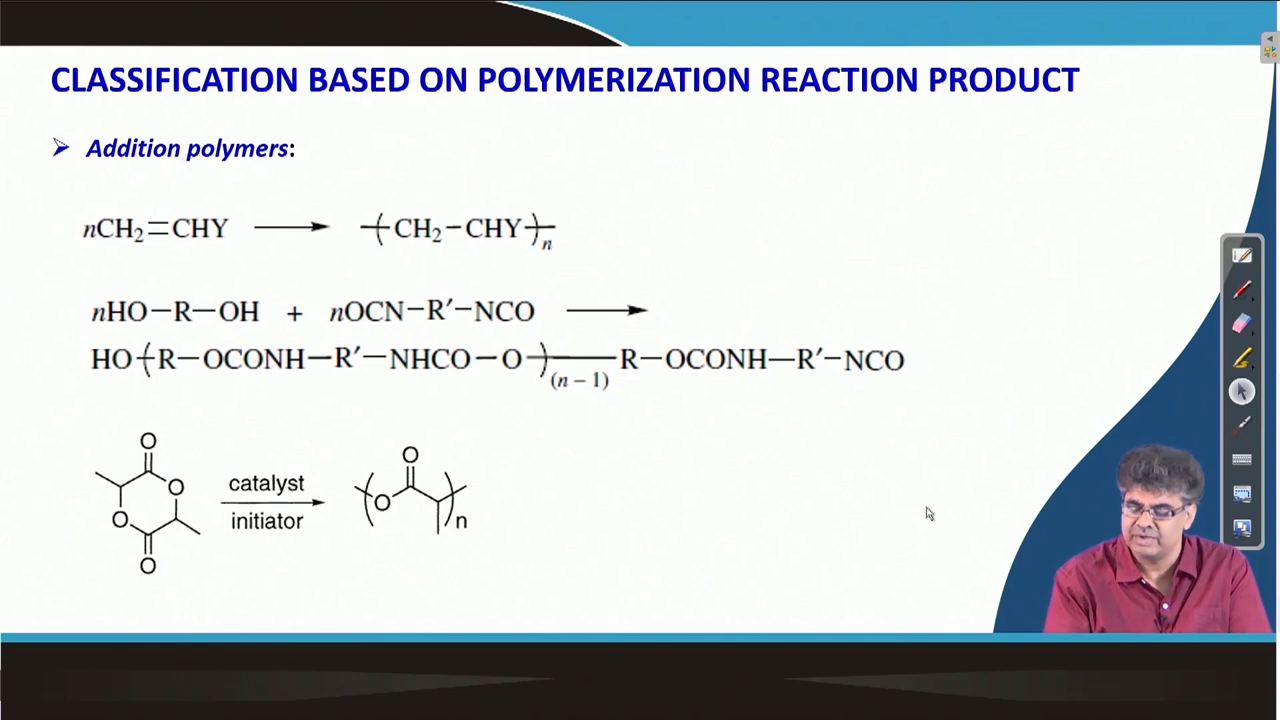 CLASSIFICATION BASED ON POLYMERIZATION REACTION PRODUCT
➢ Addition polymers:
nCH₂=CHY ⟶ –(CH₂–CHY)–ₙ
nHO–R–OH + nOCN–R′–NCO ⟶
HO–(R–OCONH–R′–NHCO–O)–(n – 1)–R–OCONH–R′–NCO
O
O
O
O
catalyst
initiator
O
O
n